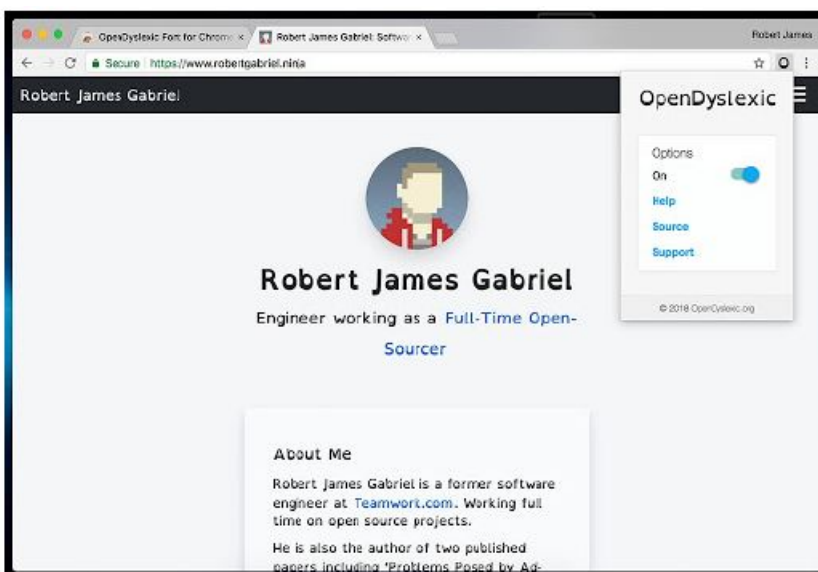 OpenDyslexic Font for Chrome
Robert James Gabriel: Softwar
Robert James
Secure https://www.robertgabriel.ninja
Robert James Gabriel
OpenDyslexic
Options
On
Help
Source
Support
© 2018 OpenDyslexic.org
Robert James Gabriel
Engineer working as a Full-Time Open-
Sourcer
About Me
Robert James Gabriel is a former software
engineer at Teamwork.com. Working full
time on open source projects.
He is also the author of two published
papers including 'Problems Posed by Ad-